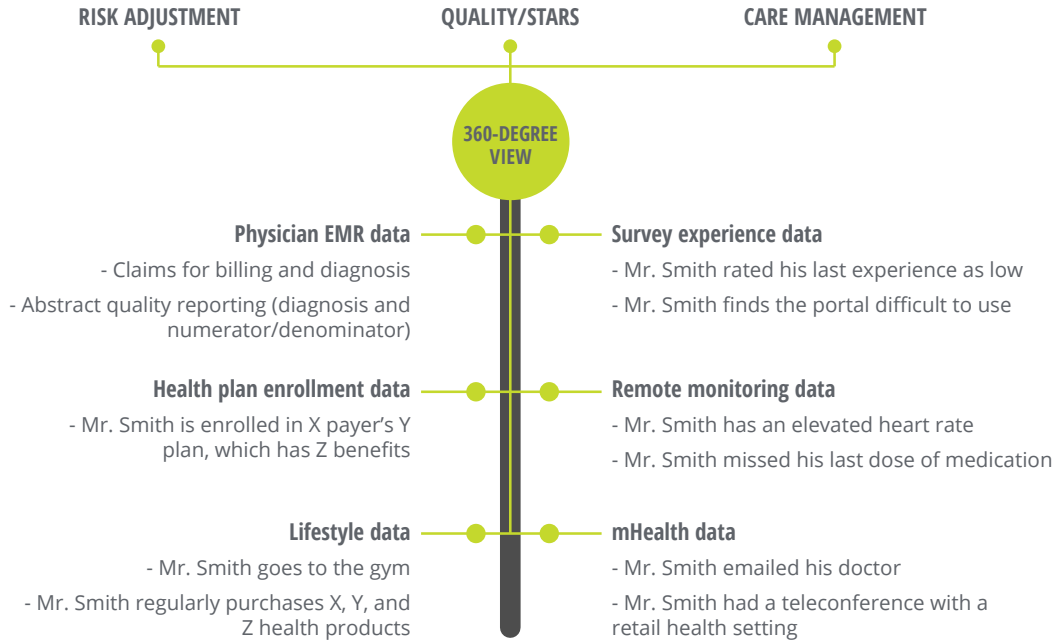 RISK ADJUSTMENT
QUALITY/STARS
CARE MANAGEMENT
360-DEGREE
VIEW
Physician EMR data
- Claims for billing and diagnosis
- Abstract quality reporting (diagnosis and
numerator/denominator)
Survey experience data
- Mr. Smith rated his last experience as low
- Mr. Smith finds the portal difficult to use
Health plan enrollment data
- Mr. Smith is enrolled in X payer’s Y
plan, which has Z benefits
Remote monitoring data
- Mr. Smith has an elevated heart rate
- Mr. Smith missed his last dose of medication
Lifestyle data
- Mr. Smith goes to the gym
- Mr. Smith regularly purchases X, Y, and
Z health products
mHealth data
- Mr. Smith emailed his doctor
- Mr. Smith had a teleconference with a
retail health setting